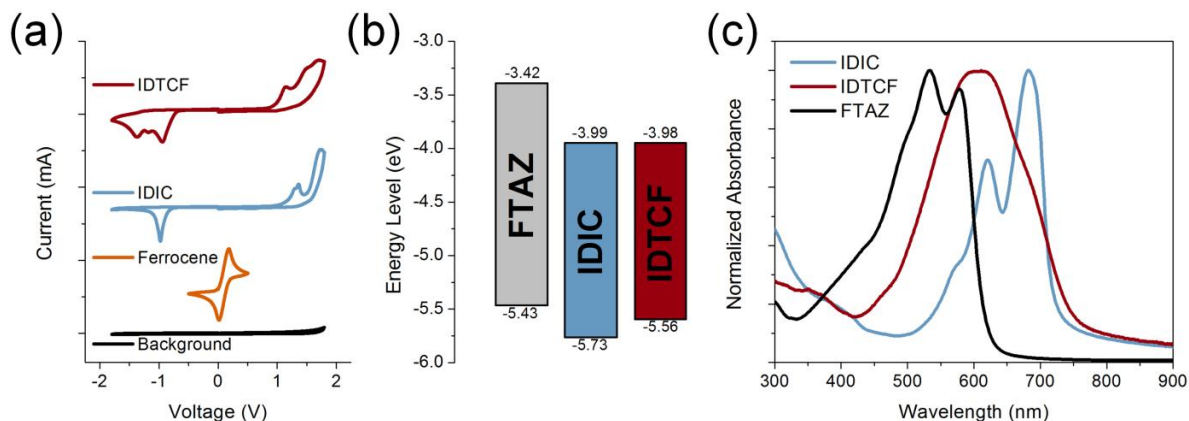 (a)
IDTCF
IDIC
Ferrocene
Background
Current (mA)
-2 -1 0 1 2
Voltage (V)
(b)
Energy Level (eV)
-3.0
-3.5
-4.0
-4.5
-5.0
-5.5
-6.0
-3.42
FTAZ
-5.43
-3.99
IDIC
-5.73
-3.98
IDTCF
-5.56
(c)
IDIC
IDTCF
FTAZ
Normalized Absorbance
300 400 500 600 700 800 900
Wavelength (nm)